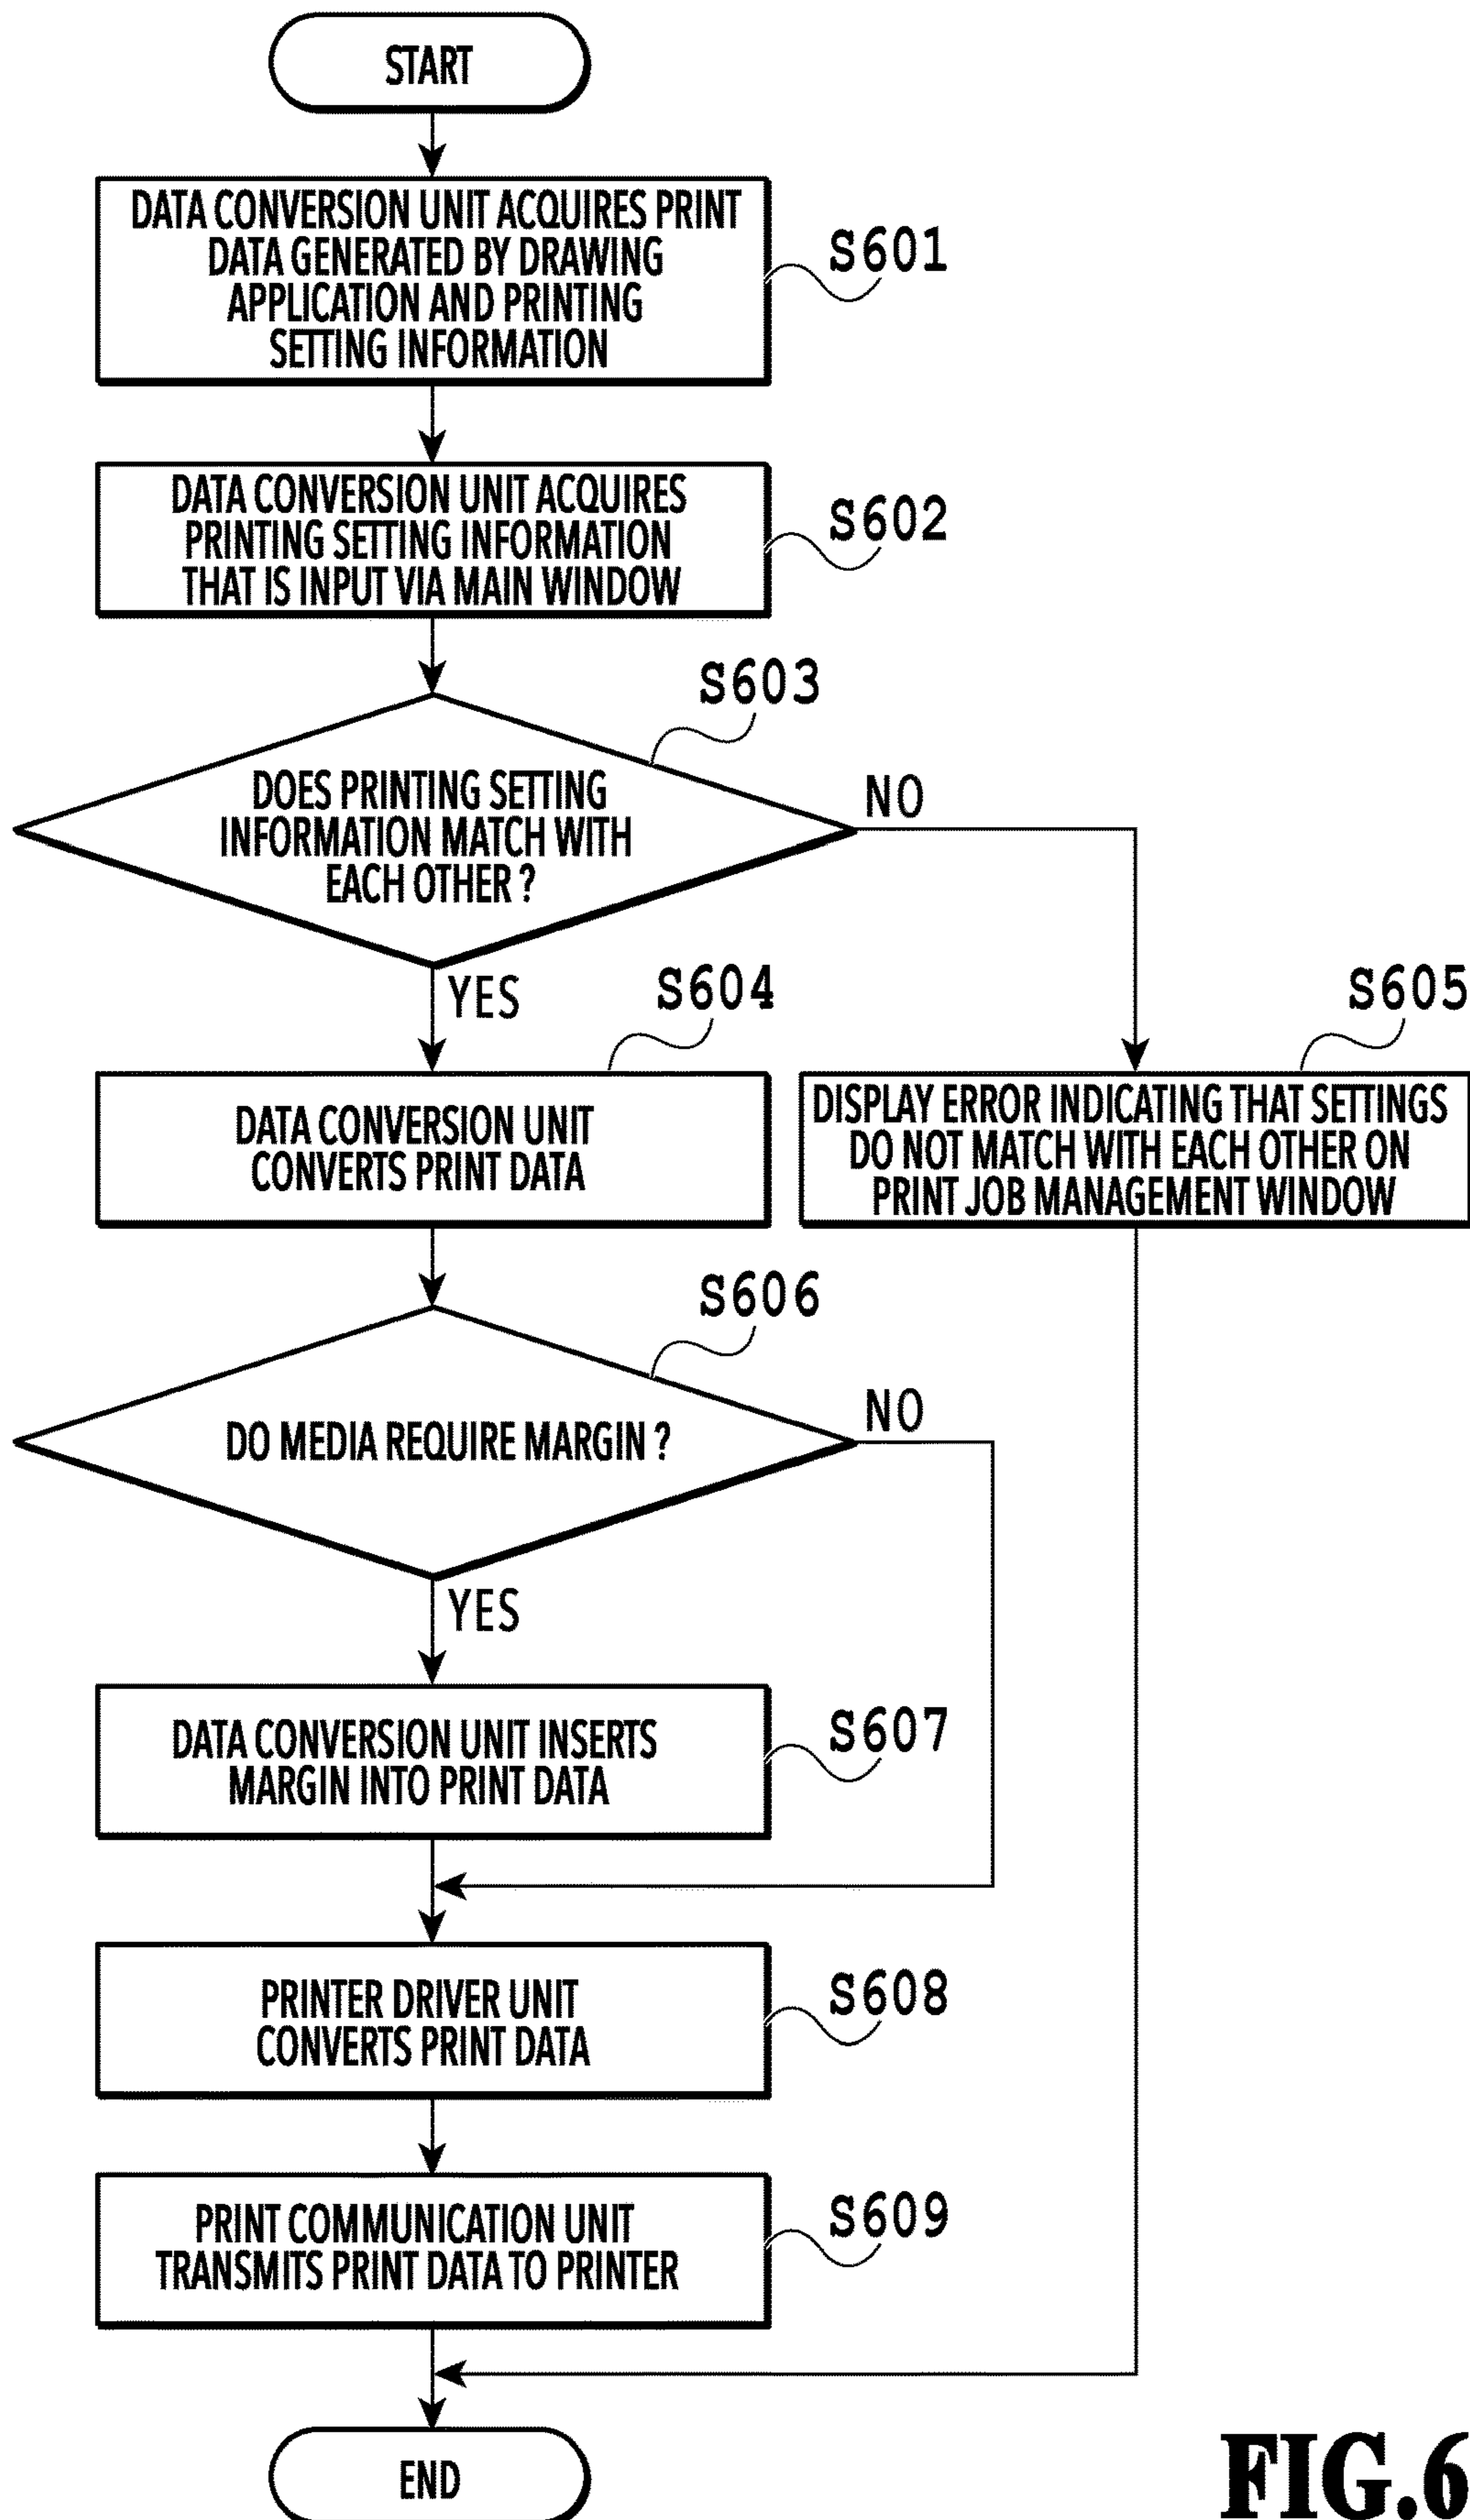 START
DATA CONVERSION UNIT ACQUIRES PRINT
DATA GENERATED BY DRAWING
APPLICATION AND PRINTING
SETTING INFORMATION
S601
DATA CONVERSION UNIT ACQUIRES
PRINTING SETTING INFORMATION
THAT IS INPUT VIA MAIN WINDOW
S602
S603
DOES PRINTING SETTING
INFORMATION MATCH WITH
EACH OTHER ?
NO
YES
S604
DATA CONVERSION UNIT
CONVERTS PRINT DATA
S605
DISPLAY ERROR INDICATING THAT SETTINGS
DO NOT MATCH WITH EACH OTHER ON
PRINT JOB MANAGEMENT WINDOW
S606
DO MEDIA REQUIRE MARGIN ?
NO
YES
DATA CONVERSION UNIT INSERTS
MARGIN INTO PRINT DATA
S607
PRINTER DRIVER UNIT
CONVERTS PRINT DATA
S608
PRINT COMMUNICATION UNIT
TRANSMITS PRINT DATA TO PRINTER
S609
END
FIG.6